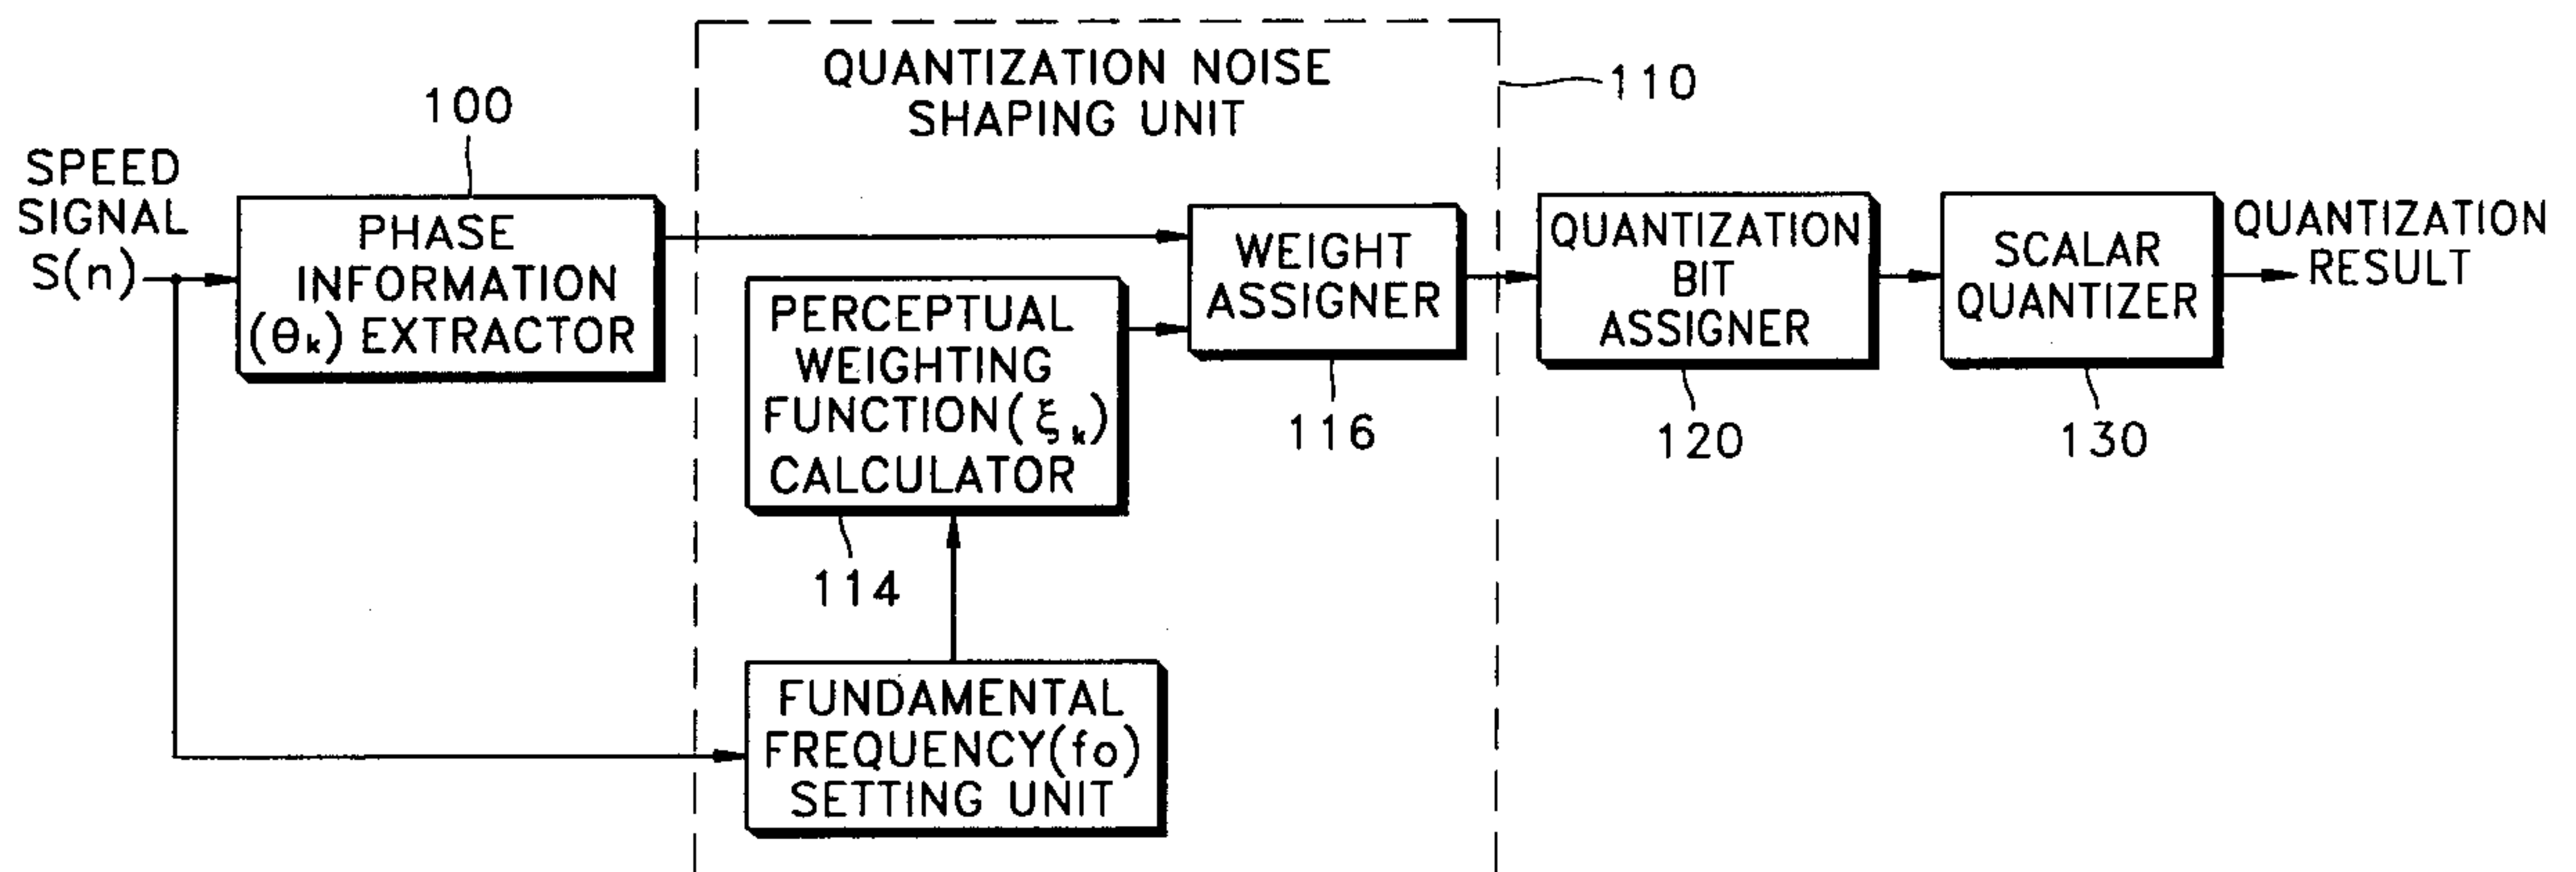 QUANTIZATION NOISE
SHAPING UNIT
110
100
SPEED
SIGNAL
S(n)
PHASE
INFORMATION
(θk) EXTRACTOR
WEIGHT
ASSIGNER
116
QUANTIZATION
BIT
ASSIGNER
120
SCALAR
QUANTIZER
130
QUANTIZATION
RESULT
PERCEPTUAL
WEIGHTING
FUNCTION(ξk)
CALCULATOR
114
FUNDAMENTAL
FREQUENCY(fo)
SETTING UNIT